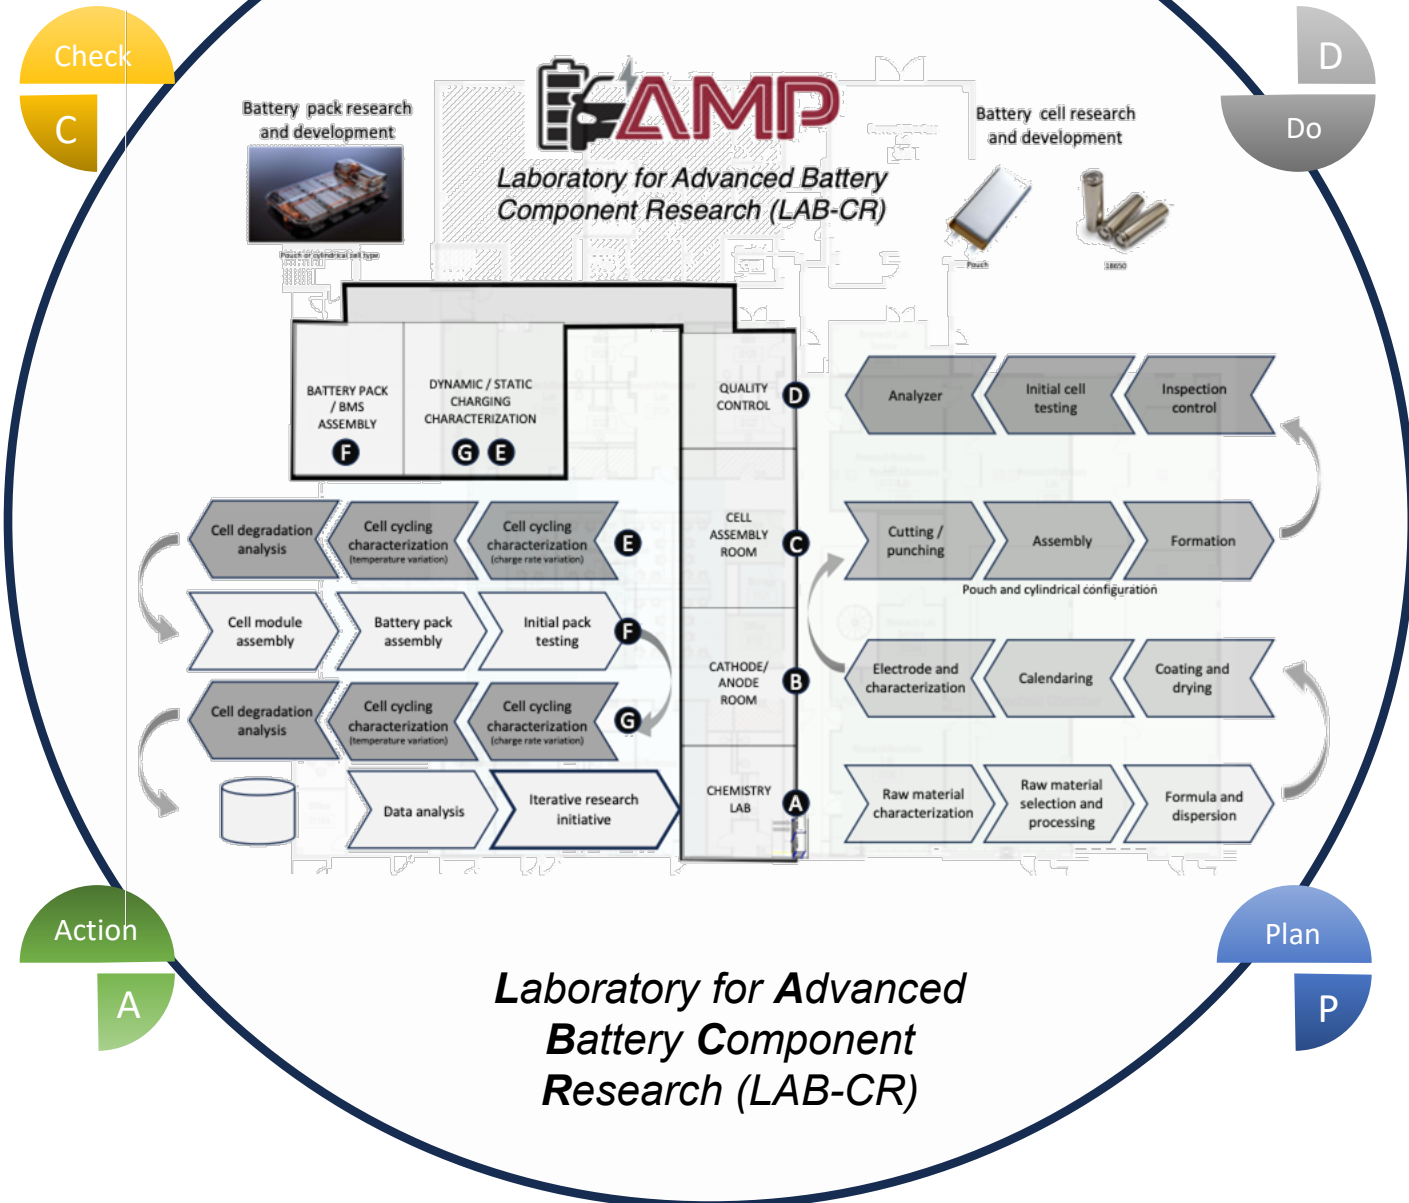 Check
C
D
Do
Battery pack research
and development
AMP
Laboratory for Advanced Battery
Component Research (LAB-CR)
Battery cell research
and development
Pouch or cylindrical cell type
Pouch
18650
BATTERY PACK
/ BMS
ASSEMBLY
F
DYNAMIC / STATIC
CHARGING
CHARACTERIZATION
G E
QUALITY
CONTROL
D
Analyzer
Initial cell
testing
Inspection
control
Cell degradation
analysis
Cell cycling
characterization
(temperature variation)
Cell cycling
characterization
(charge rate variation)
E
CELL
ASSEMBLY
ROOM
C
Cutting /
punching
Assembly
Formation
Pouch and cylindrical configuration
Cell module
assembly
Battery pack
assembly
Initial pack
testing
F
CATHODE/
ANODE
ROOM
B
Electrode and
characterization
Calendaring
Coating and
drying
Cell degradation
analysis
Cell cycling
characterization
(temperature variation)
Cell cycling
characterization
(charge rate variation)
G
Data analysis
Iterative research
initiative
CHEMISTRY
LAB
A
Raw material
characterization
Raw material
selection and
processing
Formula and
dispersion
Action
A
Plan
P
Laboratory for Advanced
Battery Component
Research (LAB-CR)